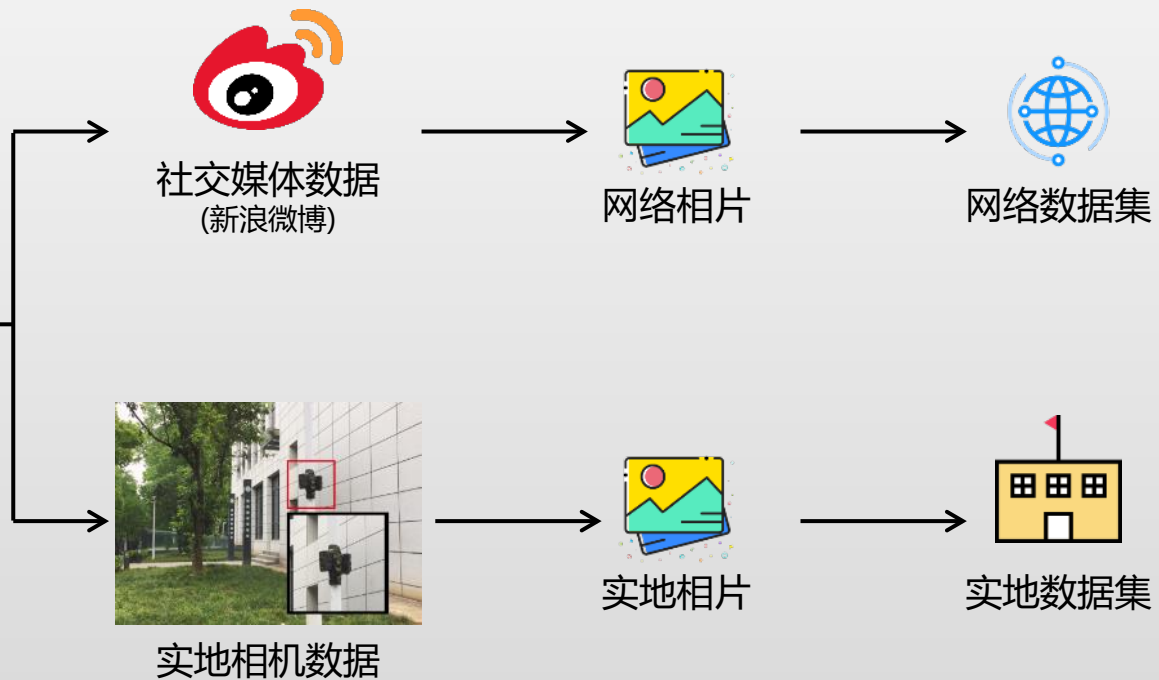 社交媒体数据
(新浪微博)
网络相片
网络数据集
实地相机数据
实地相片
实地数据集